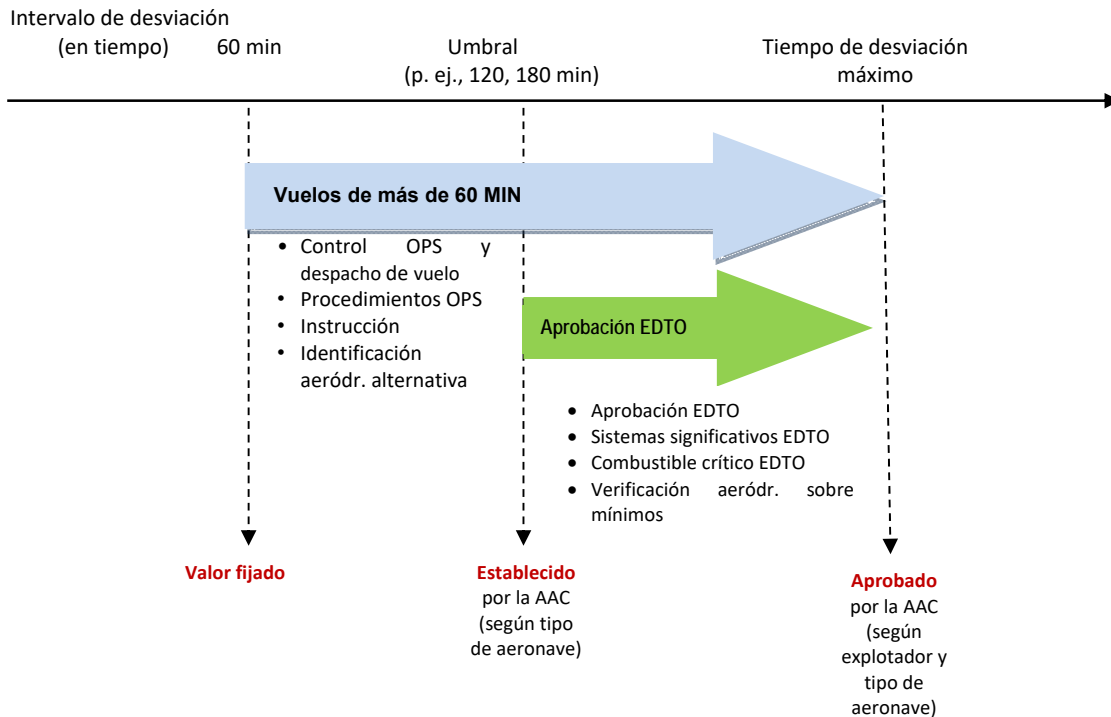 Intervalo de desviación
(en tiempo)
60 min
Umbral
(p. ej., 120, 180 min)
Tiempo de desviación
máximo
Vuelos de más de 60 MIN
• Control OPS y
despacho de vuelo
• Procedimientos OPS
• Instrucción
• Identificación
aeródr. alternativa
Aprobación EDTO
• Aprobación EDTO
• Sistemas significativos EDTO
• Combustible crítico EDTO
• Verificación aeródr. sobre
mínimos
Valor fijado
Establecido
por la AAC
(según tipo
de aeronave)
Aprobado
por la AAC
(según
explotador y
tipo de
aeronave)